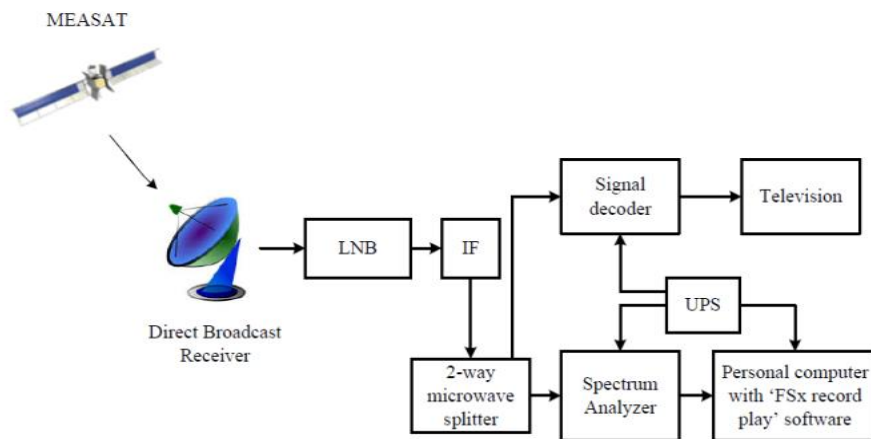 MEASAT
Direct Broadcast
Receiver
LNB
IF
2-way
microwave
splitter
Signal
decoder
Television
UPS
Spectrum
Analyzer
Personal computer
with ‘FSx record
play’ software